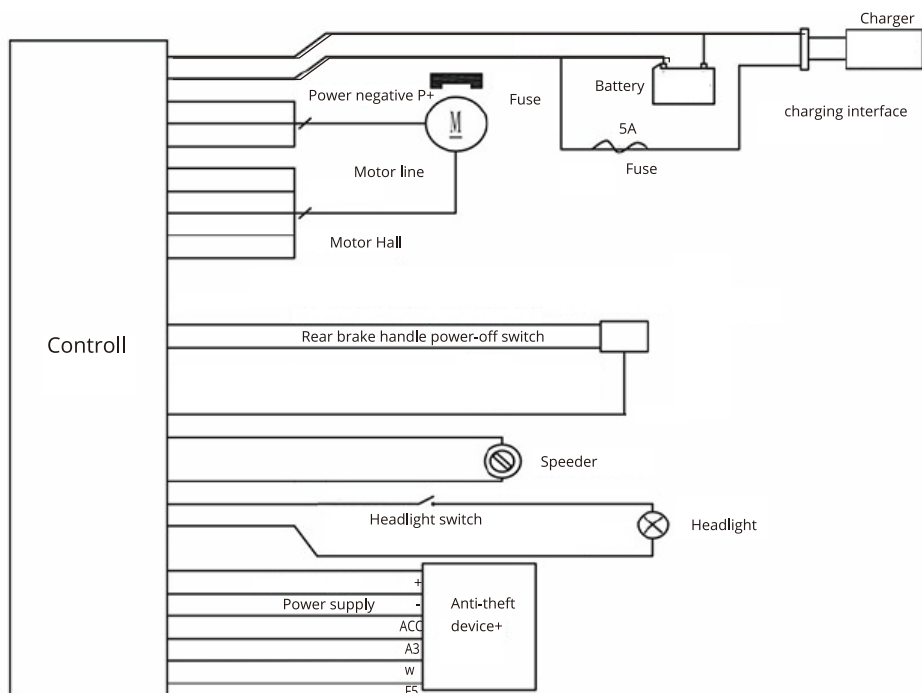 Charger
Power negative P+
Fuse
Battery
charging interface
5A
Fuse
M
Motor line
Motor Hall
Rear brake handle power-off switch
Controll
Speeder
Headlight switch
Headlight
+
Power supply
-
Anti-theft
device+
ACC
A3
w
F5